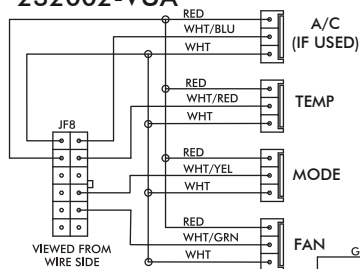 232002-VUA
RED
WHT/BLU
WHT
A/C
(IF USED)
RED
WHT/RED
WHT
TEMP
JF8
RED
WHT/YEL
WHT
MODE
RED
WHT/GRN
WHT
FAN
VIEWED FROM
WIRE SIDE
G